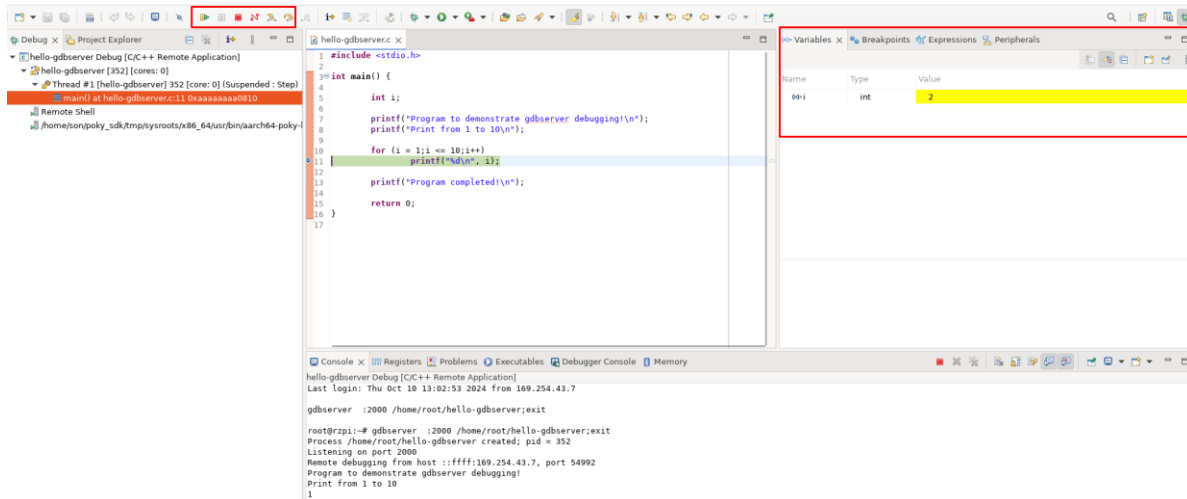 Debug
Project Explorer
hello-gdbserver Debug [C/C++ Remote Application]
hello-gdbserver [352] [cores: 0]
Thread #1 [hello-gdbserver] 352 [core: 0] (Suspended : Step)
main() at hello-gdbserver.c:11 0xaaaaaaaa0810
Remote Shell
/home/son/poky_sdk/tmp/sysroots/x86_64/usr/bin/aarch64-poky-l
hello-gdbserver.c
1 #include <stdio.h>
2
3 int main() {
4
5 int i;
6
7 printf("Program to demonstrate gdbserver debugging!\n");
8 printf("Print from 1 to 10\n");
9
10 for (i = 1;i <= 10;i++)
11 printf("%d\n", i);
12
13 printf("Program completed!\n");
14
15 return 0;
16 }
17
Variables
Breakpoints
Expressions
Peripherals
Name Type Value
i int 2
Console
Registers
Problems
Executables
Debugger Console
Memory
hello-gdbserver Debug [C/C++ Remote Application]
Last login: Thu Oct 10 13:02:53 2024 from 169.254.43.7
gdbserver :2000 /home/root/hello-gdbserver;exit
root@rzpi:~# gdbserver :2000 /home/root/hello-gdbserver;exit
Process /home/root/hello-gdbserver created; pid = 352
Listening on port 2000
Remote debugging from host ::ffff:169.254.43.7, port 54992
Program to demonstrate gdbserver debugging!
Print from 1 to 10
1